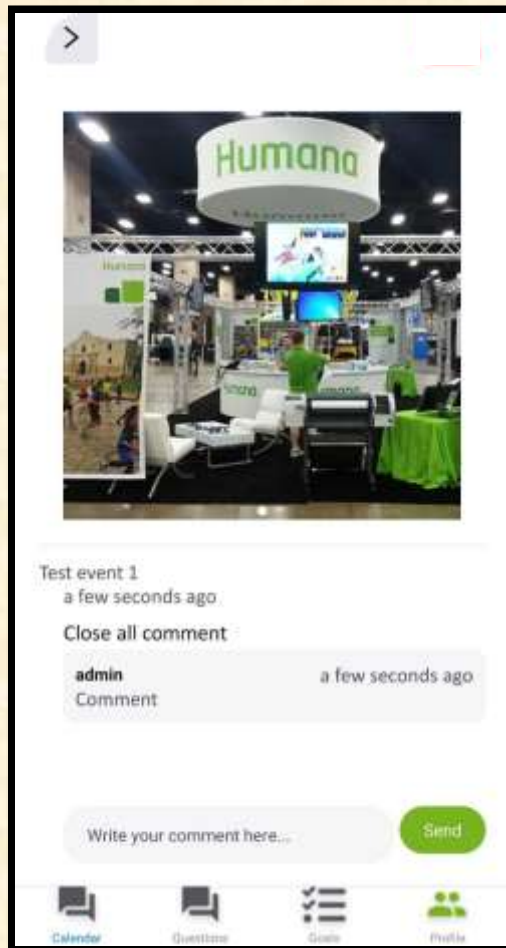 Humana
Humana
Humana
Humana
Test event 1
a few seconds ago
Close all comment
admin
a few seconds ago
Comment
Write your comment here...
Send
Calendar
Questions
Goals
Profile